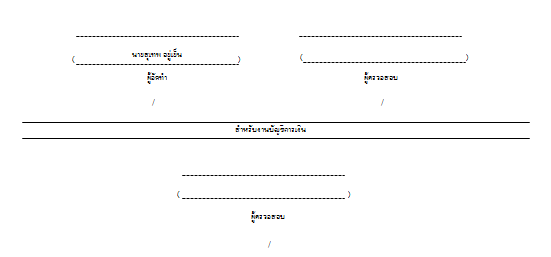 (นายสุเทพ อยู่เย็น) ( )
ผู้จัดทำ ผู้ตรวจสอบ
/ /
สำหรับงานบัญชีการเงิน
( )
ผู้ตรวจสอบ
/